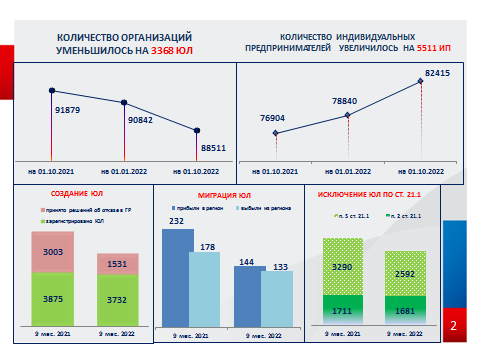 КОЛИЧЕСТВО ОРГАНИЗАЦИЙ
УМЕНЬШИЛОСЬ НА 3368 ЮЛ
КОЛИЧЕСТВО ИНДИВИДУАЛЬНЫХ
ПРЕДПРИНИМАТЕЛЕЙ УВЕЛИЧИЛОСЬ НА 5511 ИП
91879
90842
88511
на 01.10.2021
на 01.01.2022
на 01.10.2022
76904
78840
82415
на 01.10.2021
на 01.01.2022
на 01.10.2022
СОЗДАНИЕ ЮЛ
принято решений об отказе в ГР
зарегистрировано ЮЛ
3003
1531
3875
3732
9 мес. 2021
9 мес. 2022
МИГРАЦИЯ ЮЛ
прибыли в регион
выбыли из региона
232
178
144
133
9 мес. 2021
9 мес. 2022
ИСКЛЮЧЕНИЕ ЮЛ ПО СТ. 21.1
п. 5 ст. 21.1
п. 2 ст. 21.1
3290
2592
1711
1681
9 мес. 2021
9 мес. 2022
2